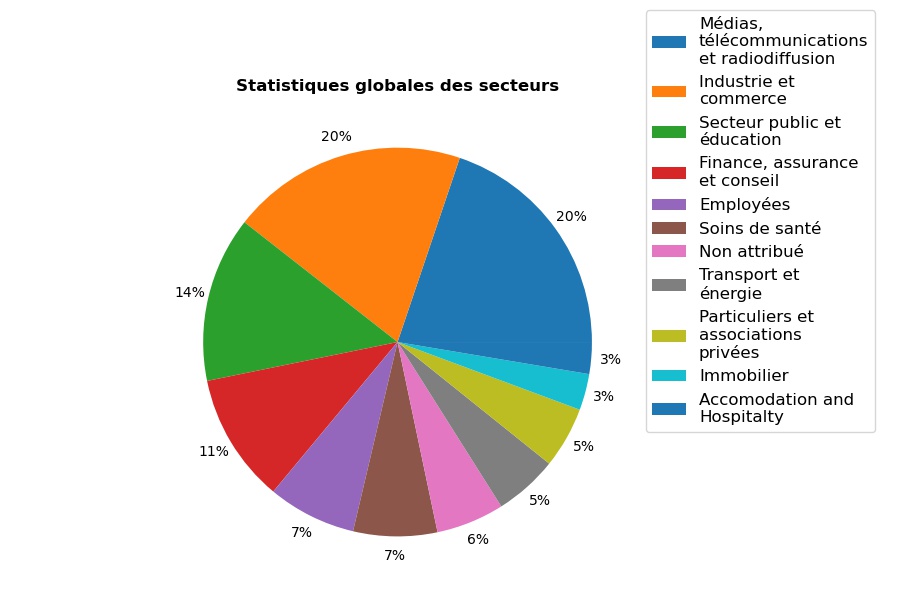 Statistiques globales des secteurs
20%
20%
14%
11%
7%
7%
6%
5%
5%
3%
3%
Médias,
télécommunications
et radiodiffusion
Industrie et
commerce
Secteur public et
éducation
Finance, assurance
et conseil
Employées
Soins de santé
Non attribué
Transport et
énergie
Particuliers et
associations
privées
Immobilier
Accomodation and
Hospitalty